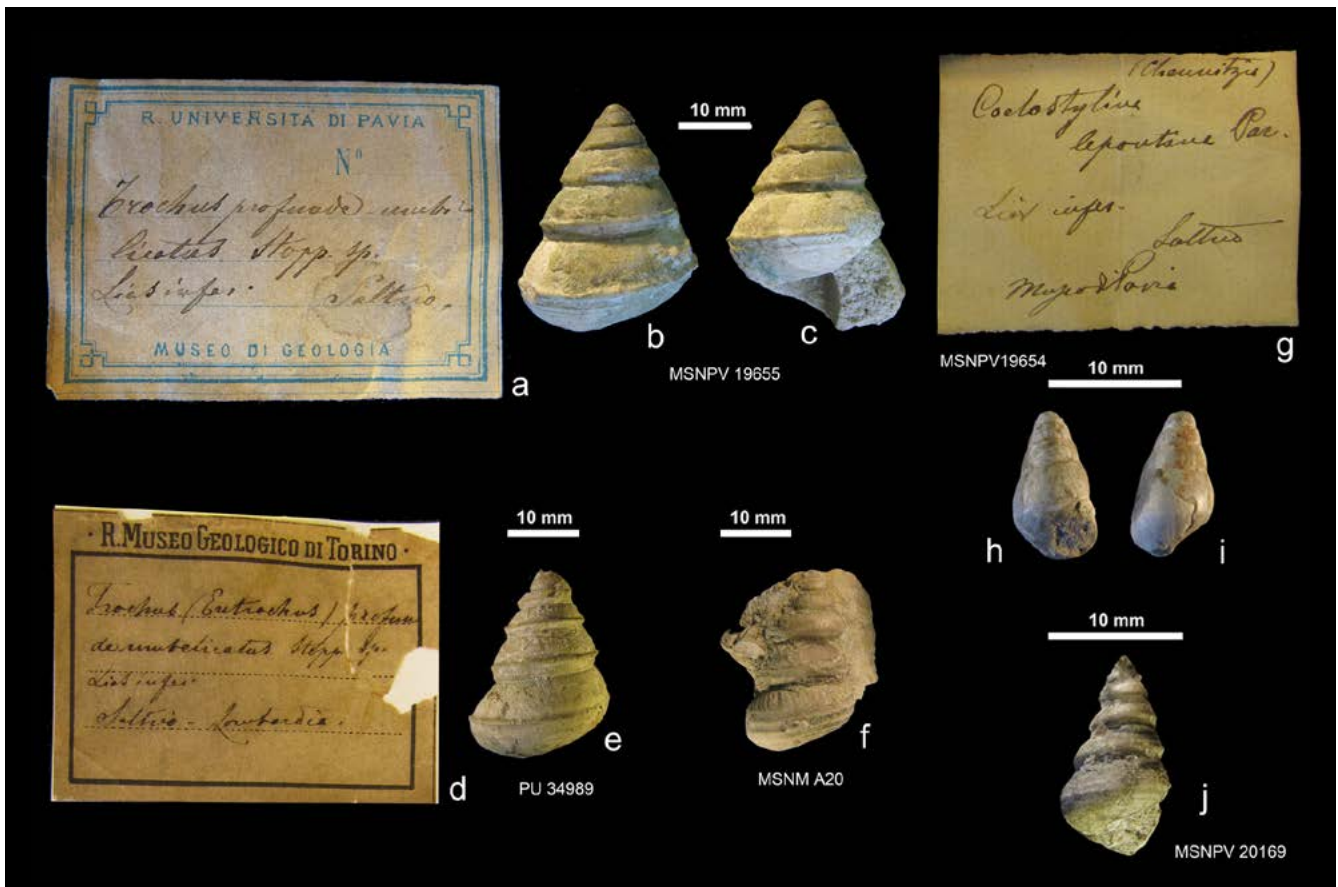 R. UNIVERSITA DI PAVIA
Nº
Trochus profunde umbi-
licatus Stopp. sp.
Lias infer. Saltrio.
MUSEO DI GEOLOGIA
a
10 mm
b
c
MSNPV 19655
(Chemnitzia)
Coelostylina
lepontina Par.
Lias infer.
Saltrio
Museo di Pavia
g
MSNPV19654
10 mm
h
i
· R. MUSEO GEOLOGICO DI TORINO ·
Trochus (Eutrochus) profun
de umbelicatus Stopp. sp.
Lias infer.
Saltrio - Lombardia.
d
10 mm
e
PU 34989
10 mm
f
MSNM A20
10 mm
j
MSNPV 20169